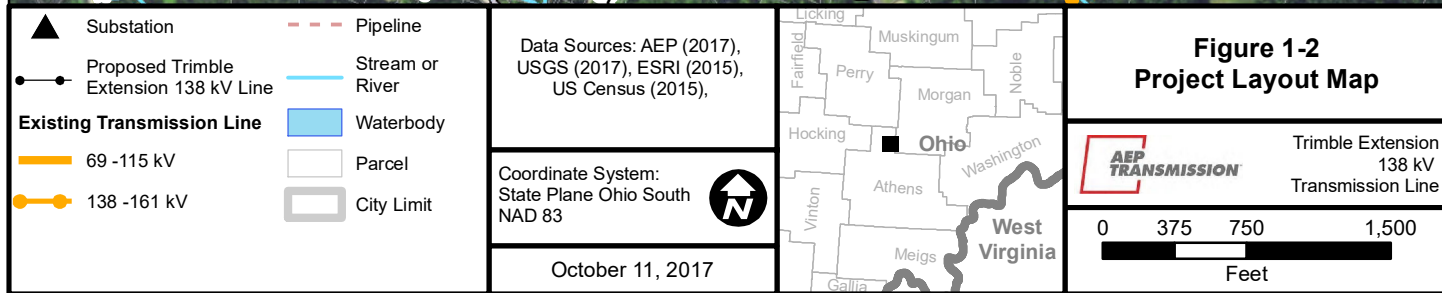 Substation
Proposed Trimble
Extension 138 kV Line
Existing Transmission Line
69 -115 kV
138 -161 kV
Pipeline
Stream or
River
Waterbody
Parcel
City Limit
Data Sources: AEP (2017),
USGS (2017), ESRI (2015),
US Census (2015),
Coordinate System:
State Plane Ohio South
NAD 83
N
October 11, 2017
Licking
Muskingum
Fairfield
Perry
Noble
Morgan
Hocking
Ohio
Washington
Athens
Vinton
West
Virginia
Meigs
Gallia
Figure 1-2
Project Layout Map
AEP
TRANSMISSION
Trimble Extension
138 kV
Transmission Line
0 375 750 1,500
Feet